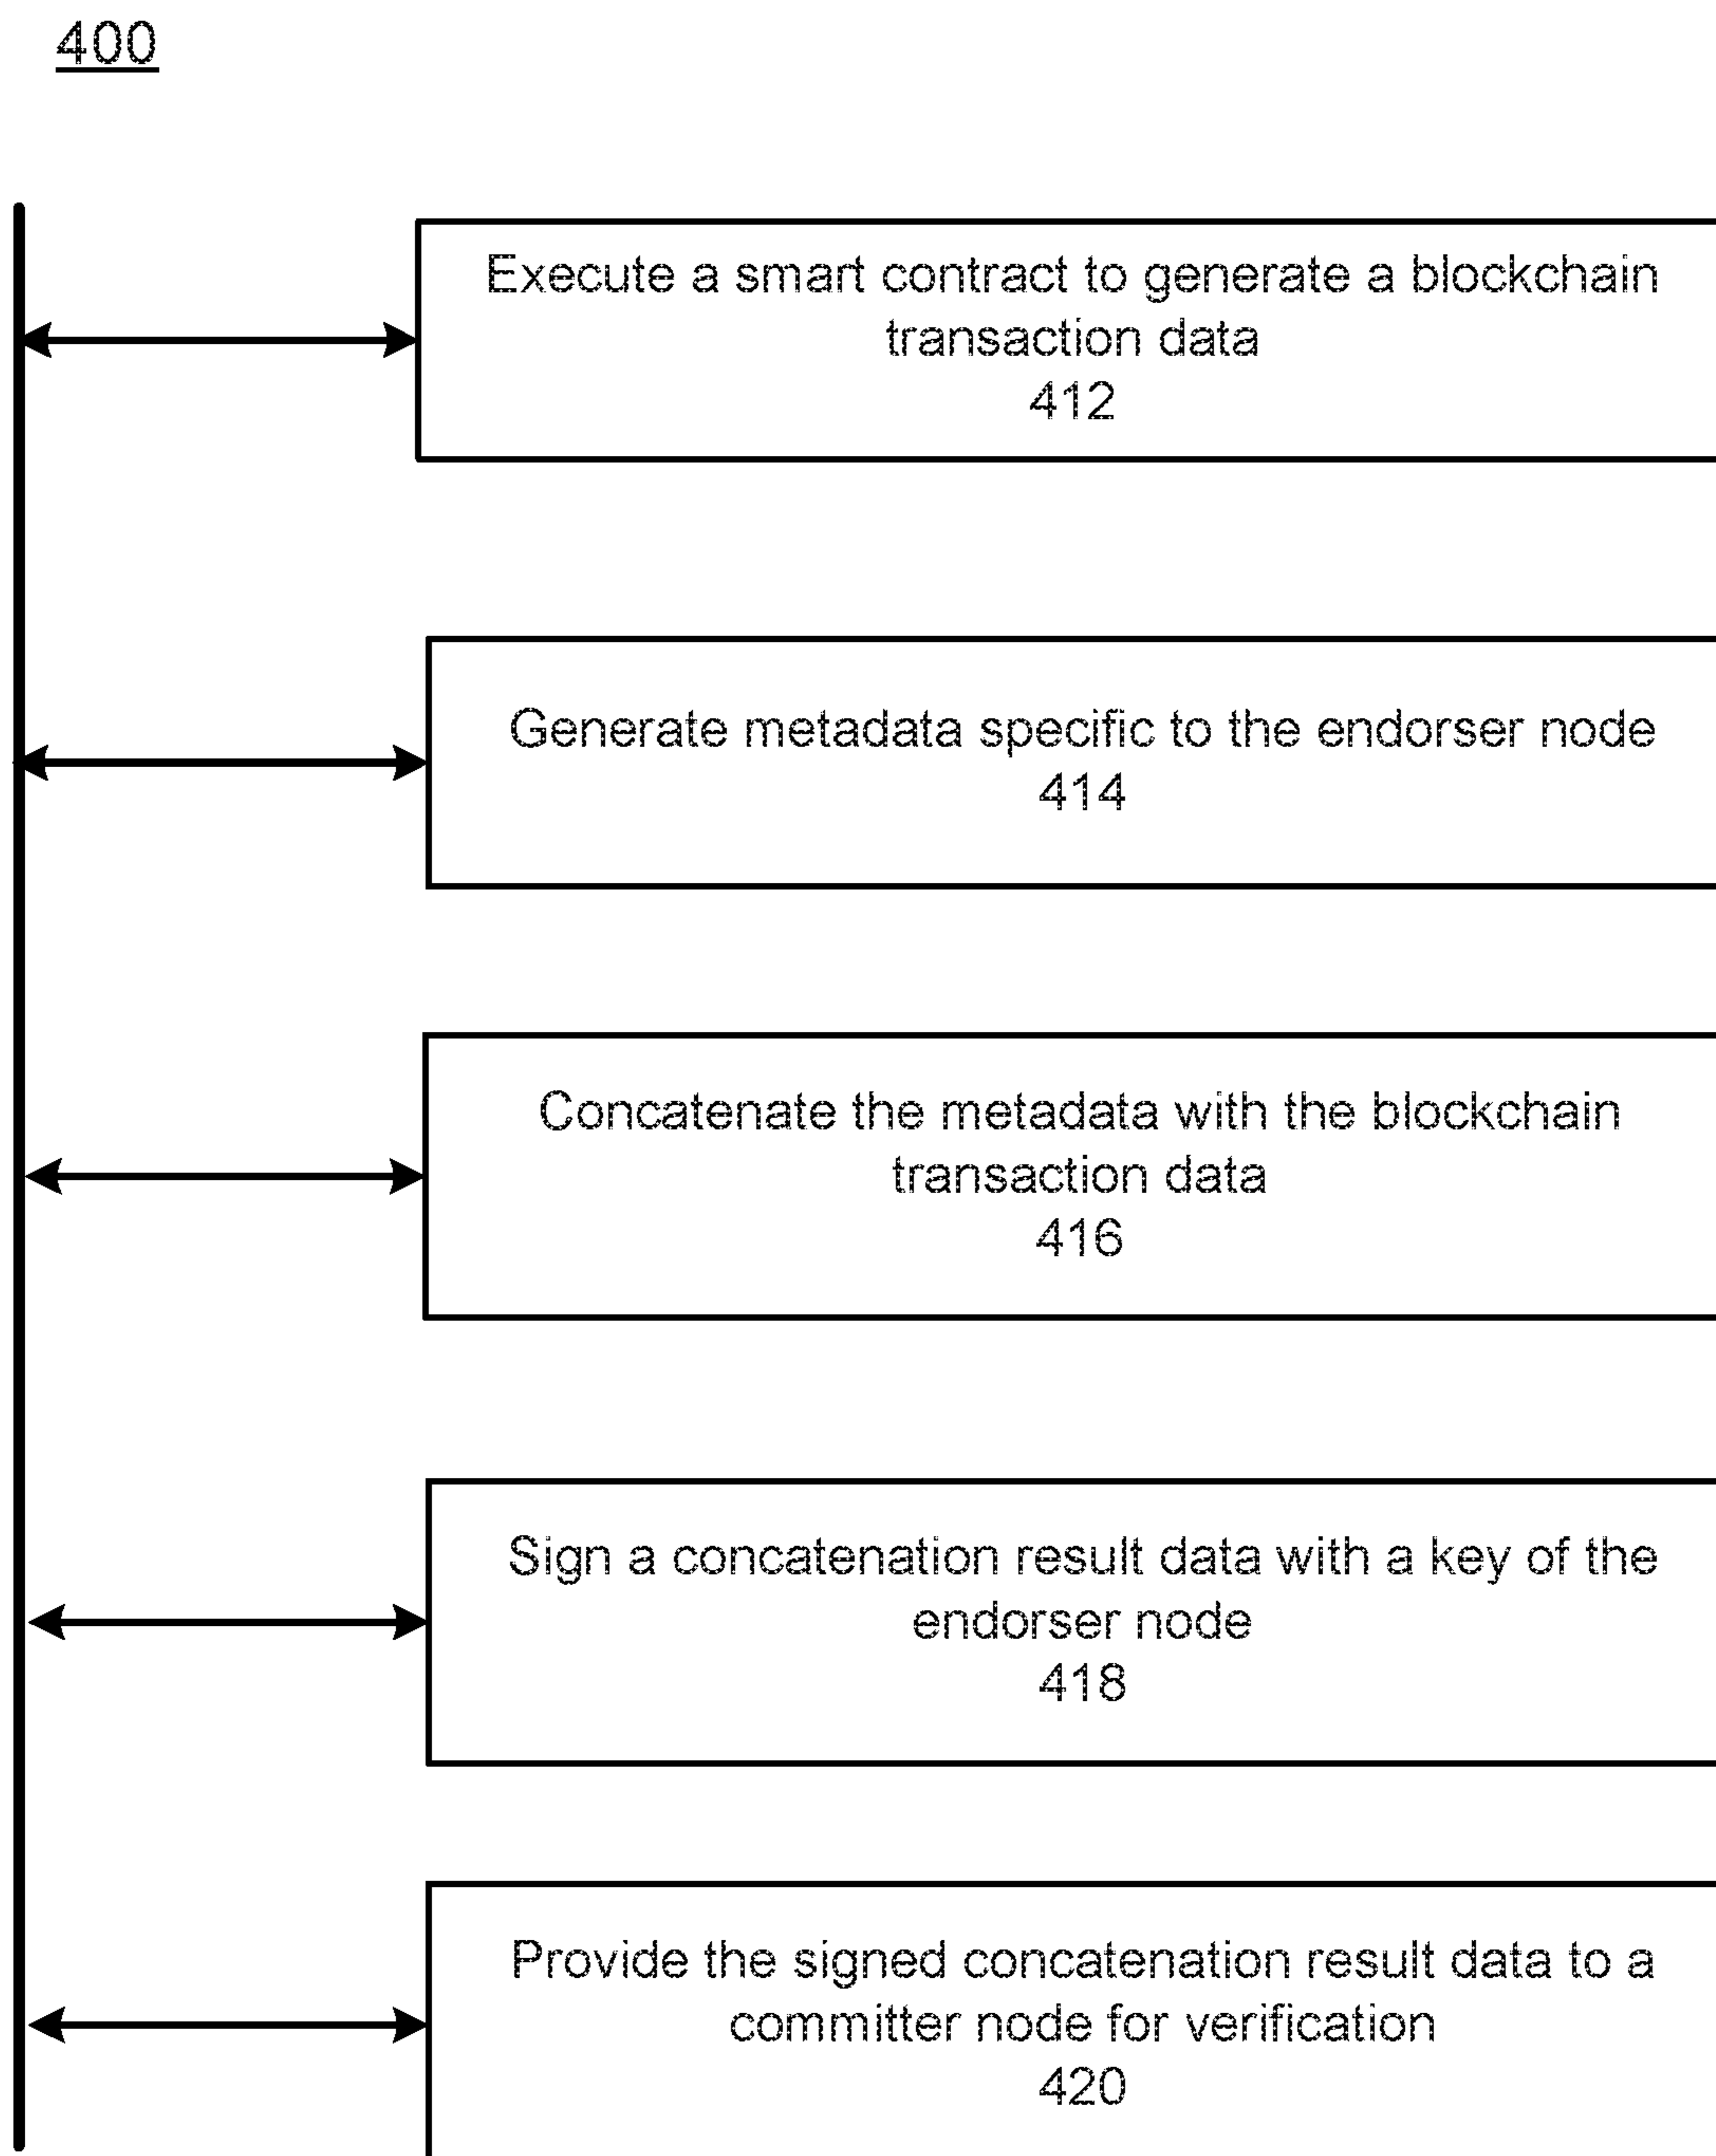 400
Execute a smart contract to generate a blockchain
transaction data
412
Generate metadata specific to the endorser node
414
Concatenate the metadata with the blockchain
transaction data
416
Sign a concatenation result data with a key of the
endorser node
418
Provide the signed concatenation result data to a
committer node for verification
420